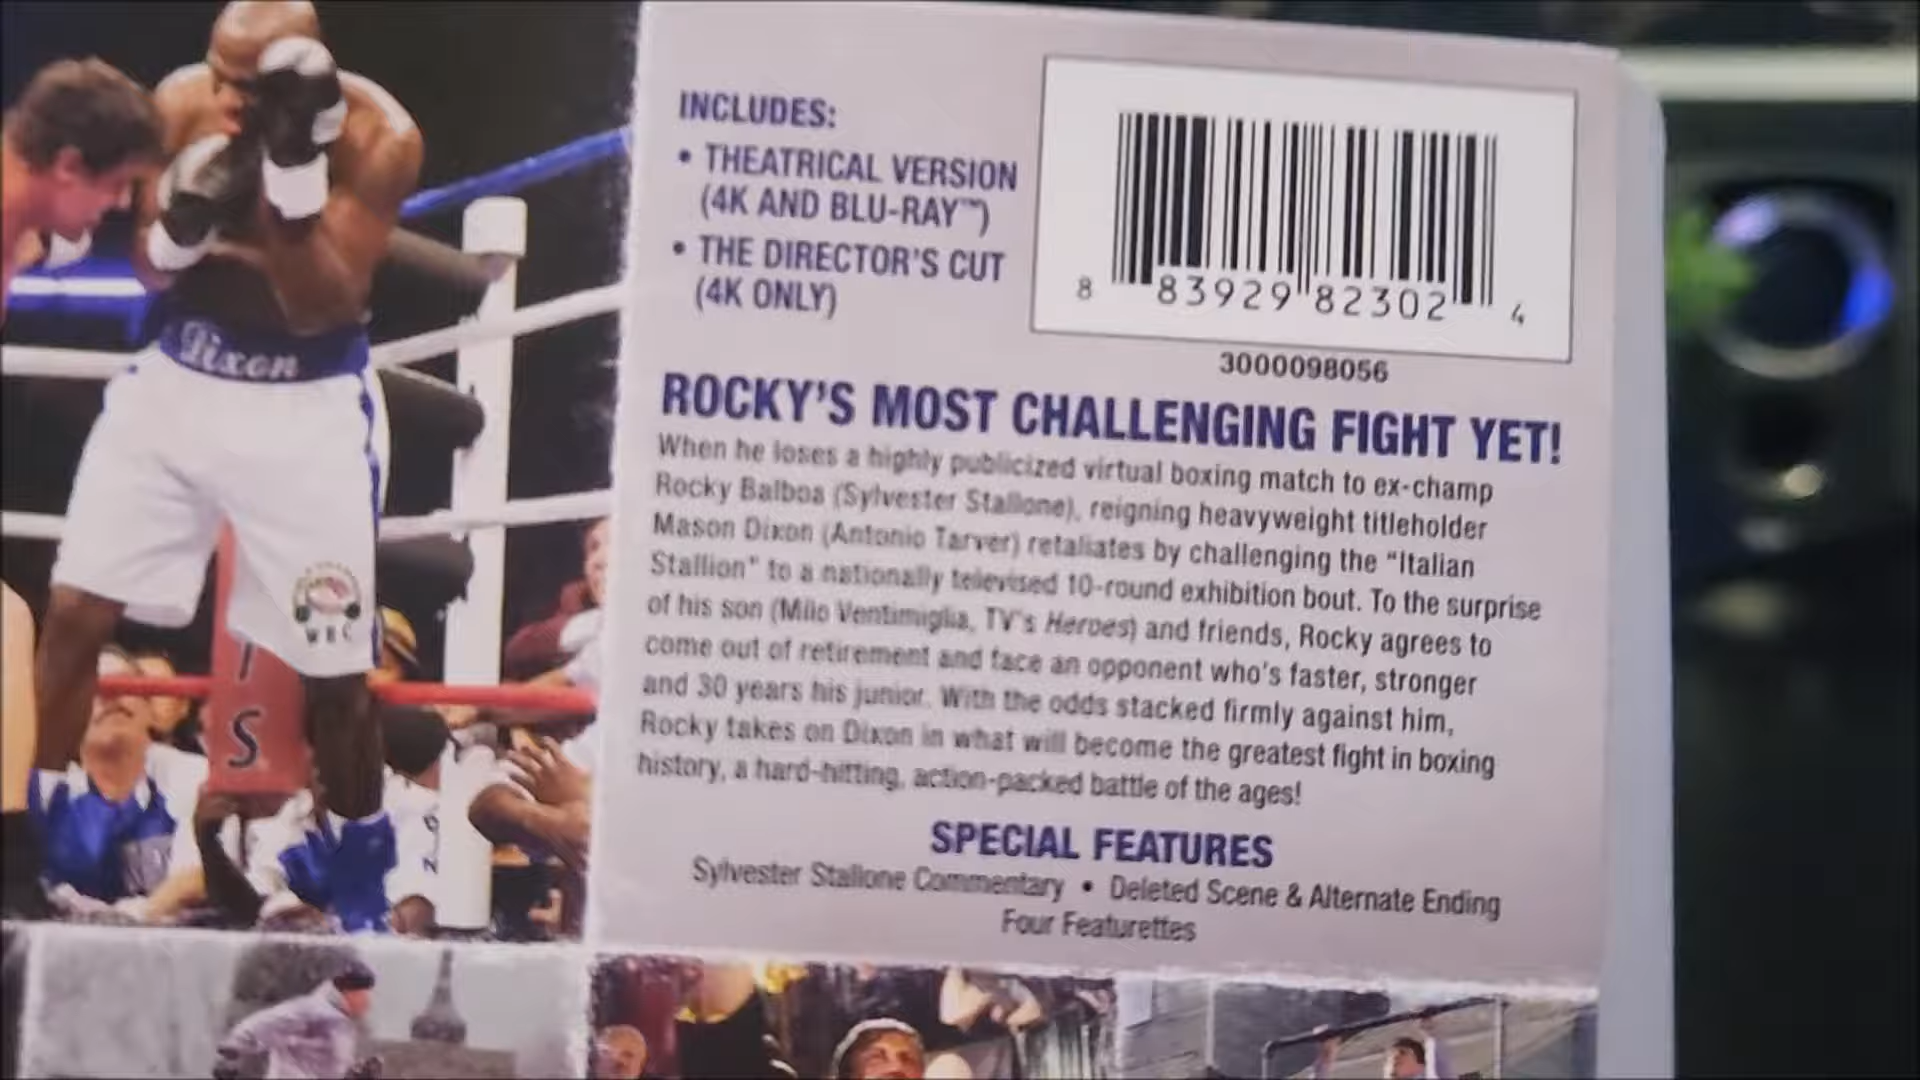 INCLUDES:
• THEATRICAL VERSION
(4K AND BLU-RAY™)
• THE DIRECTOR'S CUT
(4K ONLY)
8 83929 82302 4
3000098056
ROCKY'S MOST CHALLENGING FIGHT YET!
When he loses a highly publicized virtual boxing match to ex-champ
Rocky Balboa (Sylvester Stallone), reigning heavyweight titleholder
Mason Dixon (Antonio Tarver) retaliates by challenging the "Italian
Stallion" to a nationally televised 10-round exhibition bout. To the surprise
of his son (Milo Ventimiglia, TV's Heroes) and friends, Rocky agrees to
come out of retirement and face an opponent who's faster, stronger
and 30 years his junior. With the odds stacked firmly against him,
Rocky takes on Dixon in what will become the greatest fight in boxing
history, a hard-hitting, action-packed battle of the ages!
SPECIAL FEATURES
Sylvester Stallone Commentary • Deleted Scene & Alternate Ending
Four Featurettes
Dixon
WBC